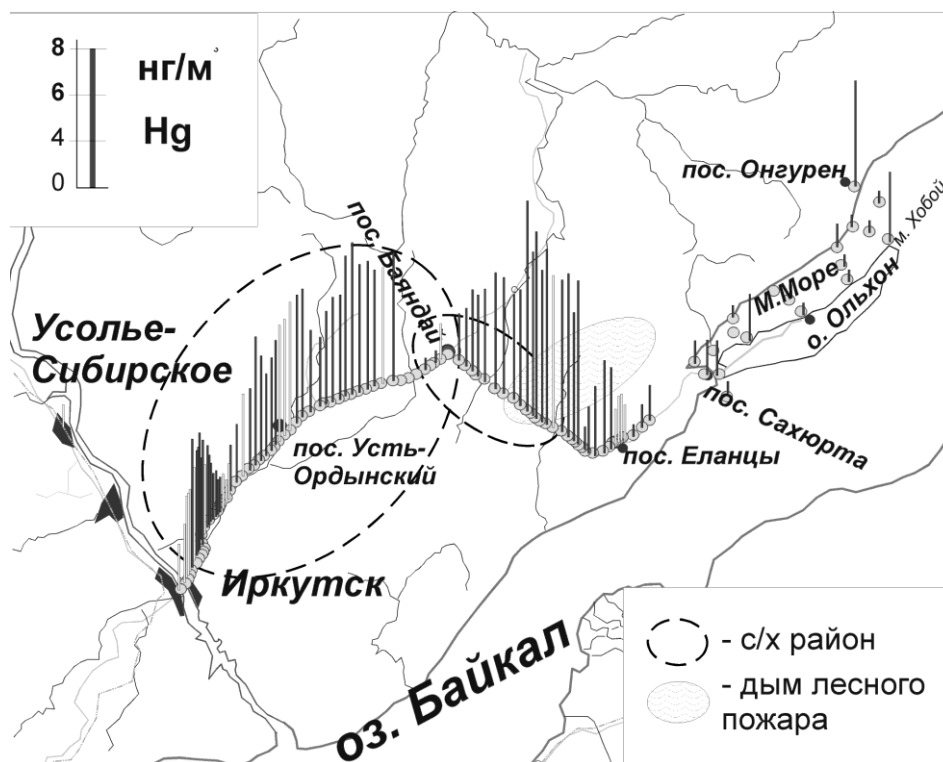 8
6
4
0
нг/м³
Hg
пос. Онгурен
м. Хобой
пос. Баяндай
М.Море
о. Ольхон
Усолье-
Сибирское
пос. Сахюрта
пос. Усть-
Ордынский
пос. Еланцы
Иркутск
оз. Байкал
- с/х район
- дым лесного
пожара